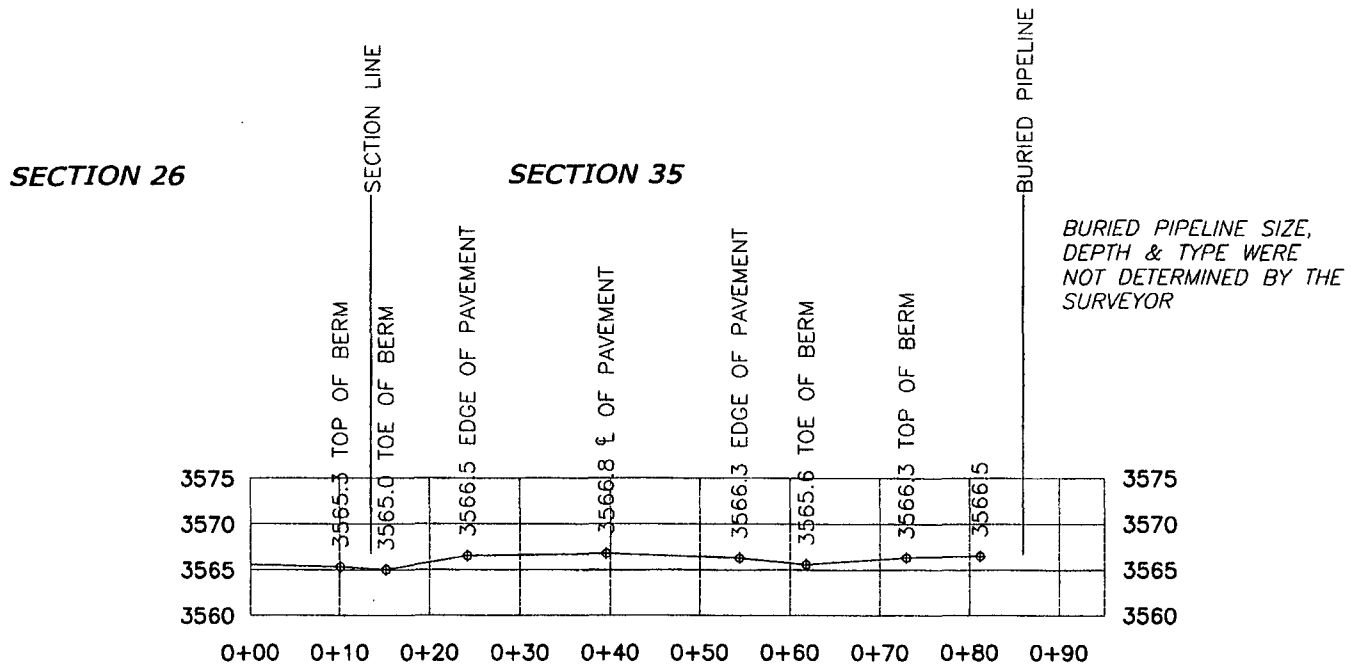 SECTION LINE
BURIED PIPELINE
SECTION 26
SECTION 35
BURIED PIPELINE SIZE,
DEPTH & TYPE WERE
NOT DETERMINED BY THE
SURVEYOR
3565.3 TOP OF BERM
3565.0 TOE OF BERM
3566.5 EDGE OF PAVEMENT
3566.8 ℄ OF PAVEMENT
3566.3 EDGE OF PAVEMENT
3565.6 TOE OF BERM
3566.3 TOP OF BERM
3566.5
3575 3575
3570 3570
3565 3565
3560 3560
0+00 0+10 0+20 0+30 0+40 0+50 0+60 0+70 0+80 0+90